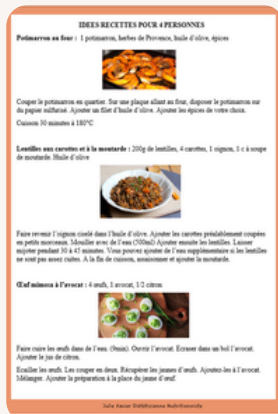 IDEES RECETTES POUR 4 PERSONNES
Potimarron au four : 1 potimarron, herbes de Provence, huile d'olive, épices
Couper le potimarron en quartier. Sur une plaque allant au four, disposer le potimarron sur
du papier sulfurisé. Ajouter un filet d'huile d'olive. Ajouter les épices de votre choix.
Cuisson 30 minutes à 180°C
Lentilles aux carottes et à la moutarde : 200g de lentilles, 4 carottes, 1 oignon, 1 c à soupe
de moutarde. Huile d'olive
Faire revenir l'oignon ciselé dans l'huile d'olive. Ajouter les carottes préalablement coupées
en petits morceaux. Mouiller avec de l'eau (500ml) Ajouter ensuite les lentilles. Laisser
mijoter pendant 30 à 45 minutes. Vous pouvez ajouter de l'eau supplémentaire si les lentilles
ne sont pas assez cuites. A la fin de cuisson, assaisonner et ajouter la moutarde.
Œuf mimosa à l'avocat : 4 œufs, 1 avocat, 1/2 citron
Faire cuire les œufs dans de l'eau. (9min). Ouvrir l'avocat. Ecraser dans un bol l'avocat.
Ajouter le jus de citron.
Ecailler les œufs. Les couper en deux. Récupérer les jaunes d'œufs. Ajoutez-les à l'avocat.
Mélanger. Ajouter la préparation à la place du jaune d'œuf.
Julie Diététicienne Nutritionniste